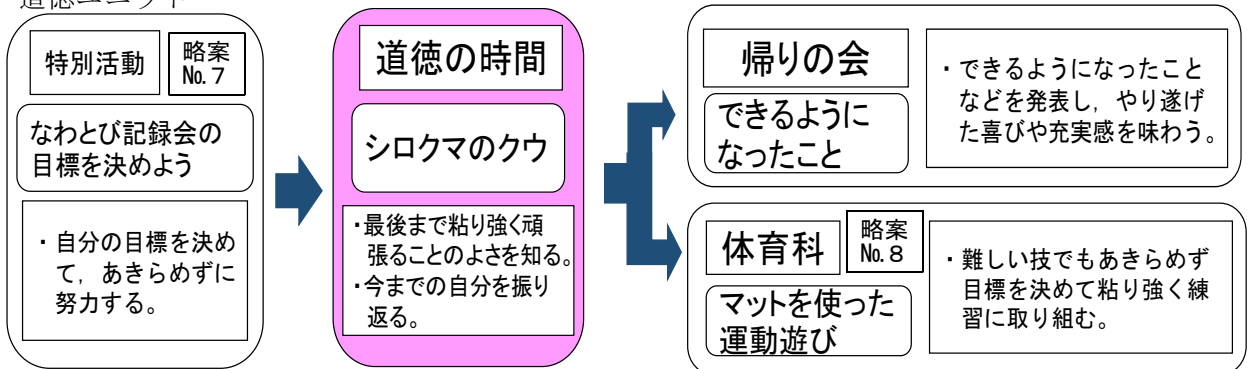 道徳ユニット
特別活動
略案
№７
なわとび記録会の
目標を決めよう
・自分の目標を決め
て，あきらめずに
努力する。
道徳の時間
シロクマのクウ
・最後まで粘り強く頑
張ることのよさを知る。
・今までの自分を振り
返る。
帰りの会
できるように
なったこと
・できるようになったこと
などを発表し，やり遂げ
た喜びや充実感を味わう。
体育科
略案
№８
マットを使った
運動遊び
・難しい技でもあきらめず
目標を決めて粘り強く練
習に取り組む。